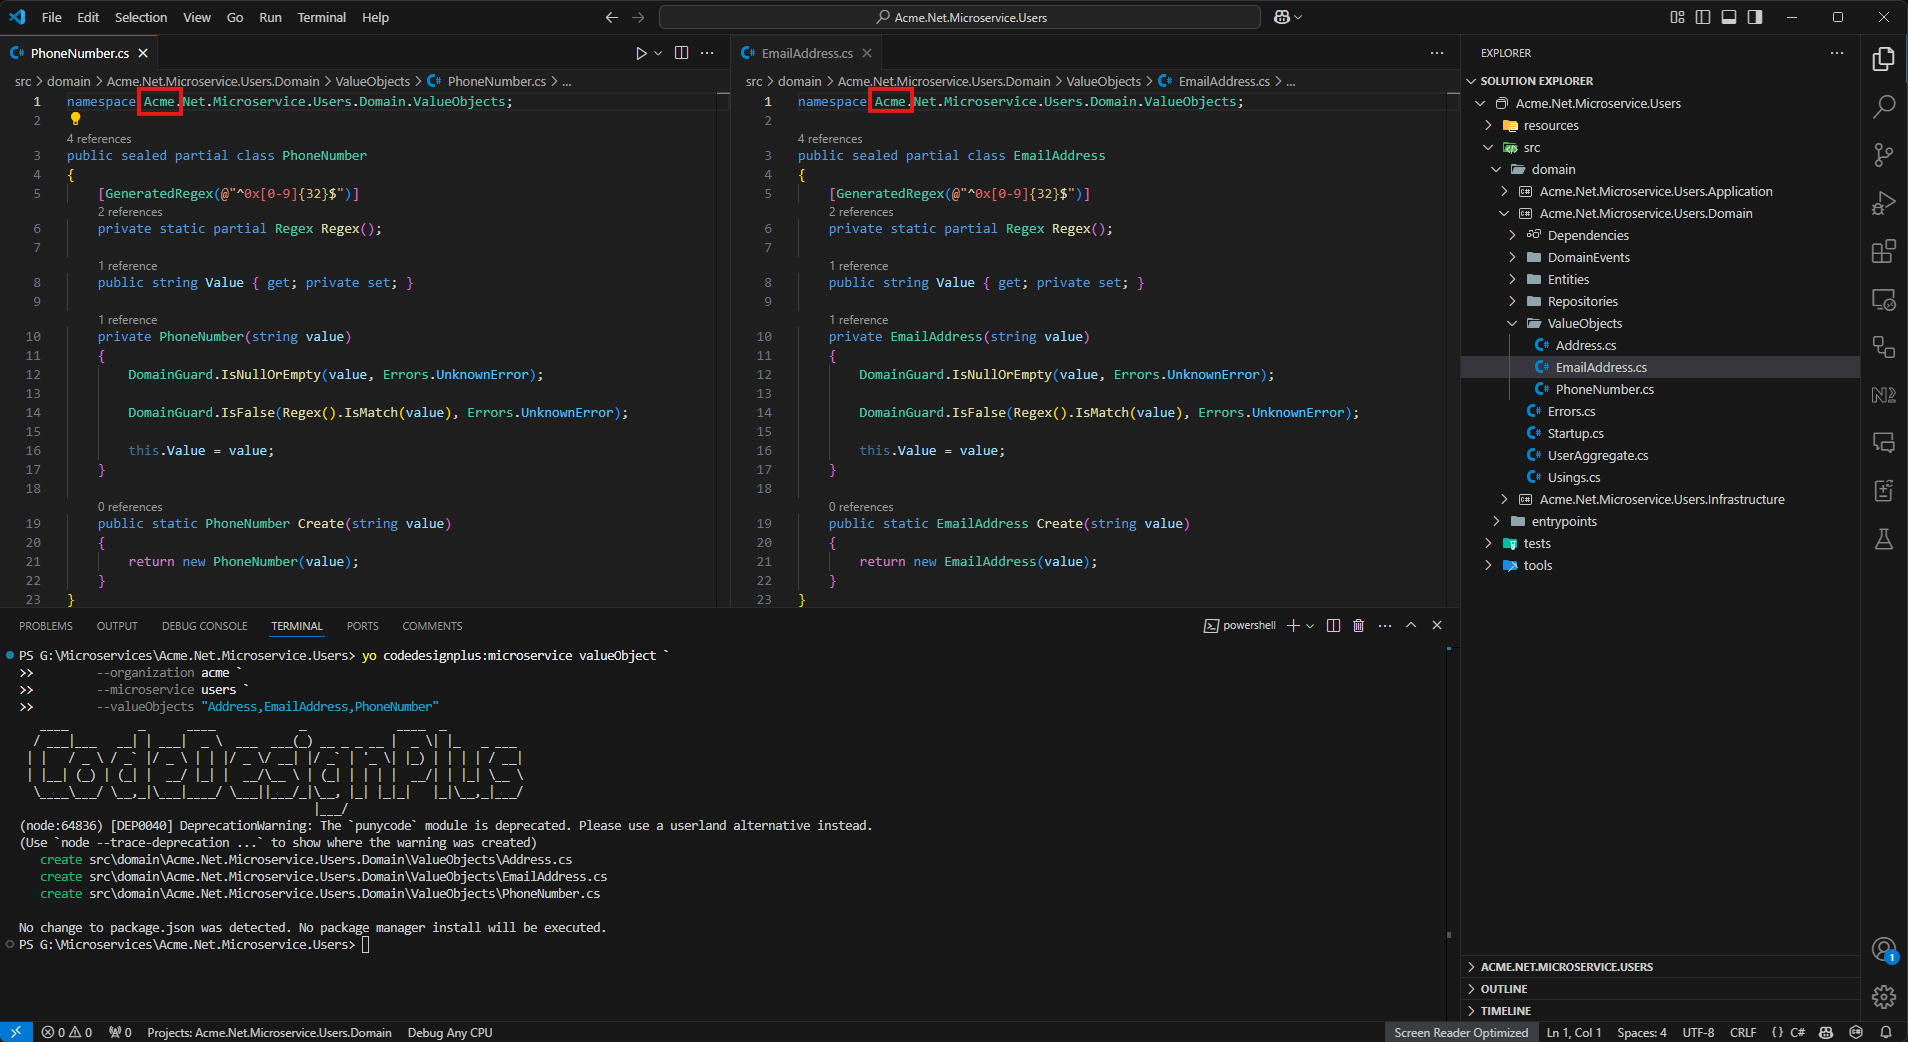 File Edit Selection View Go Run Terminal Help
Acme.Net.Microservice.Users
PhoneNumber.cs
src > domain > Acme.Net.Microservice.Users.Domain > ValueObjects > PhoneNumber.cs > ...
1 namespace Acme.Net.Microservice.Users.Domain.ValueObjects;
2
4 references
3 public sealed partial class PhoneNumber
4 {
5 [GeneratedRegex(@"^0x[0-9]{32}$")]
2 references
6 private static partial Regex Regex();
7
1 reference
8 public string Value { get; private set; }
9
1 reference
10 private PhoneNumber(string value)
11 {
12 DomainGuard.IsNullOrEmpty(value, Errors.UnknownError);
13
14 DomainGuard.IsFalse(Regex().IsMatch(value), Errors.UnknownError);
15
16 this.Value = value;
17 }
18
0 references
19 public static PhoneNumber Create(string value)
20 {
21 return new PhoneNumber(value);
22 }
23 }
EmailAddress.cs
src > domain > Acme.Net.Microservice.Users.Domain > ValueObjects > EmailAddress.cs > ...
1 namespace Acme.Net.Microservice.Users.Domain.ValueObjects;
2
4 references
3 public sealed partial class EmailAddress
4 {
5 [GeneratedRegex(@"^0x[0-9]{32}$")]
2 references
6 private static partial Regex Regex();
7
1 reference
8 public string Value { get; private set; }
9
1 reference
10 private EmailAddress(string value)
11 {
12 DomainGuard.IsNullOrEmpty(value, Errors.UnknownError);
13
14 DomainGuard.IsFalse(Regex().IsMatch(value), Errors.UnknownError);
15
16 this.Value = value;
17 }
18
0 references
19 public static EmailAddress Create(string value)
20 {
21 return new EmailAddress(value);
22 }
23 }
EXPLORER
SOLUTION EXPLORER
Acme.Net.Microservice.Users
resources
src
domain
Acme.Net.Microservice.Users.Application
Acme.Net.Microservice.Users.Domain
Dependencies
DomainEvents
Entities
Repositories
ValueObjects
Address.cs
EmailAddress.cs
PhoneNumber.cs
Errors.cs
Startup.cs
UserAggregate.cs
Usings.cs
Acme.Net.Microservice.Users.Infrastructure
entrypoints
tests
tools
ACME.NET.MICROSERVICE.USERS
OUTLINE
TIMELINE
1
PROBLEMS OUTPUT DEBUG CONSOLE TERMINAL PORTS COMMENTS
powershell
PS G:\Microservices\Acme.Net.Microservice.Users> yo codedesignplus:microservice valueObject `
>> --organization acme `
>> --microservice users `
>> --valueObjects "Address,EmailAddress,PhoneNumber"
CodeDesignPlus
(node:64836) [DEP0040] DeprecationWarning: The `punycode` module is deprecated. Please use a userland alternative instead.
(Use `node --trace-deprecation ...` to show where the warning was created)
create src\domain\Acme.Net.Microservice.Users.Domain\ValueObjects\Address.cs
create src\domain\Acme.Net.Microservice.Users.Domain\ValueObjects\EmailAddress.cs
create src\domain\Acme.Net.Microservice.Users.Domain\ValueObjects\PhoneNumber.cs
No change to package.json was detected. No package manager install will be executed.
PS G:\Microservices\Acme.Net.Microservice.Users>
0 0 0 Projects: Acme.Net.Microservice.Users.Domain Debug Any CPU
Screen Reader Optimized Ln 1, Col 1 Spaces: 4 UTF-8 CRLF {} C#